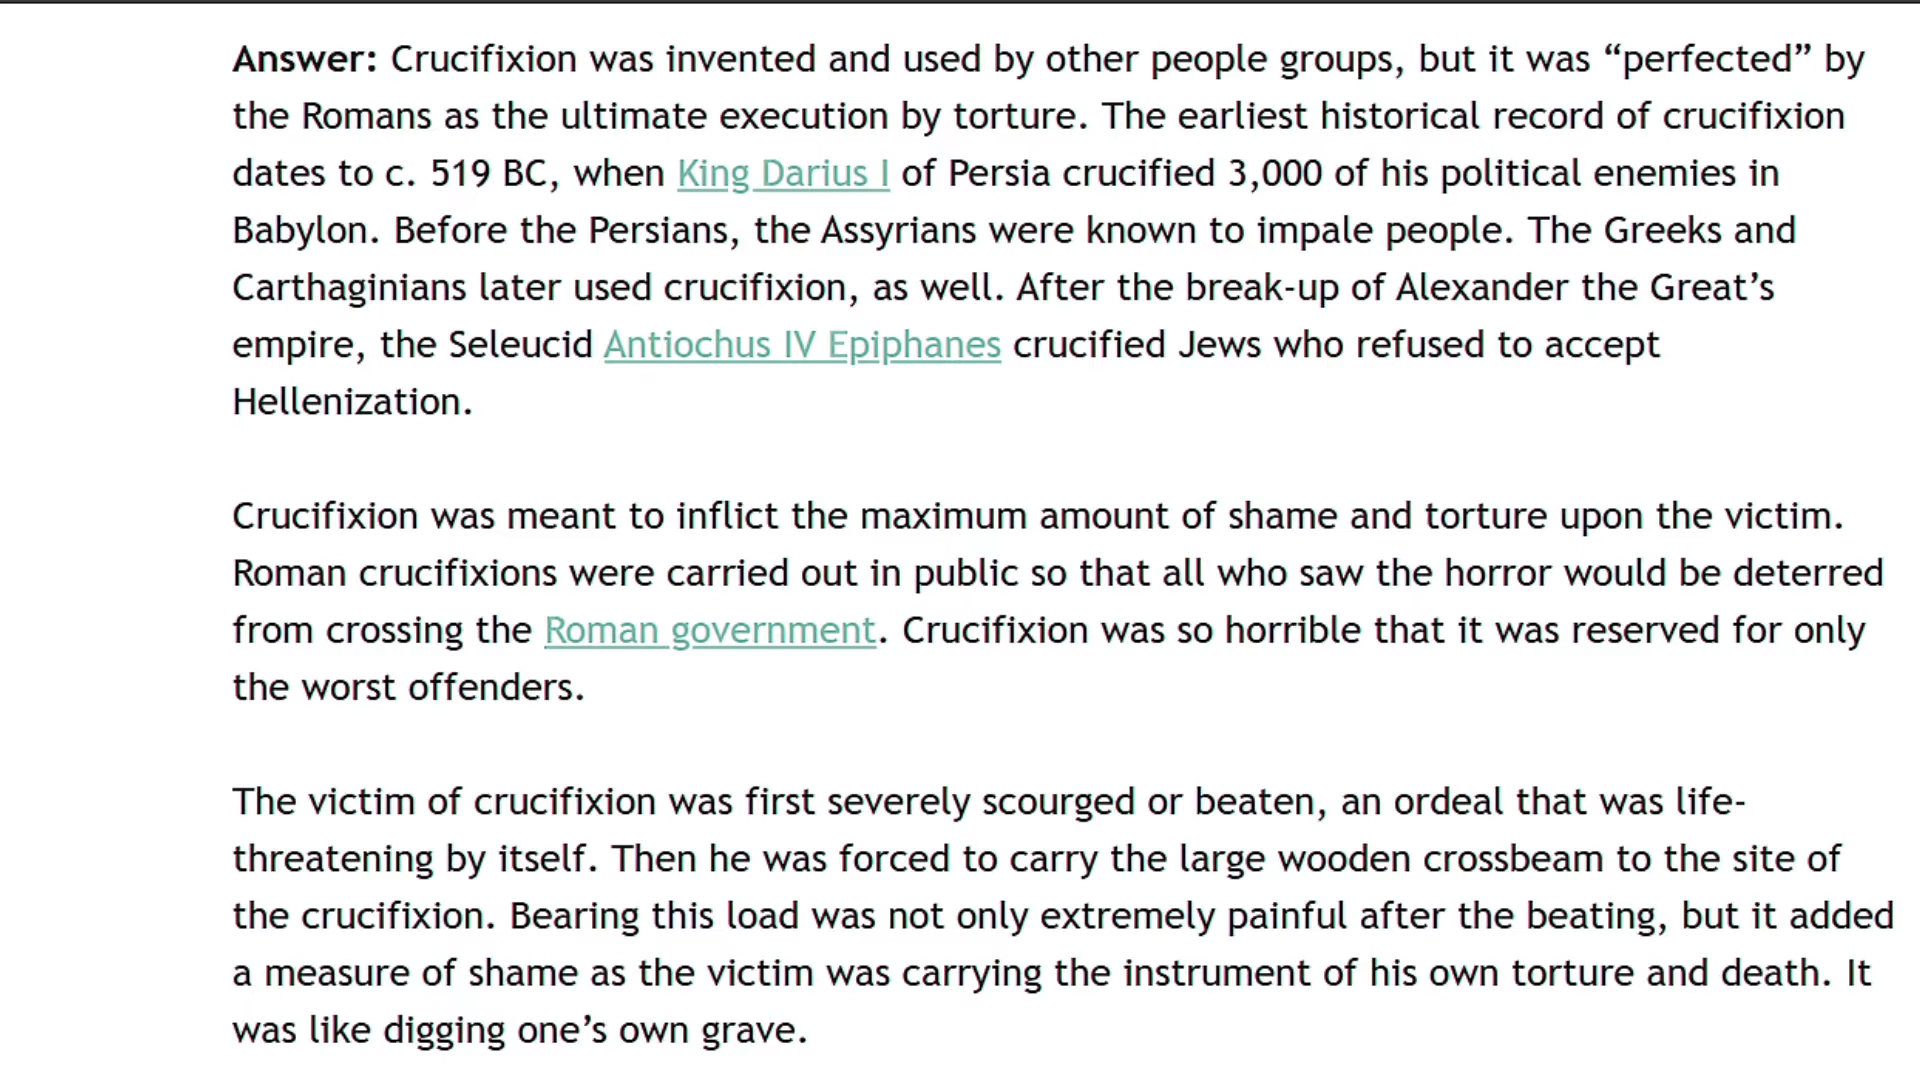 Answer: Crucifixion was invented and used by other people groups, but it was “perfected” by
the Romans as the ultimate execution by torture. The earliest historical record of crucifixion
dates to c. 519 BC, when King Darius I of Persia crucified 3,000 of his political enemies in
Babylon. Before the Persians, the Assyrians were known to impale people. The Greeks and
Carthaginians later used crucifixion, as well. After the break-up of Alexander the Great’s
empire, the Seleucid Antiochus IV Epiphanes crucified Jews who refused to accept
Hellenization.
Crucifixion was meant to inflict the maximum amount of shame and torture upon the victim.
Roman crucifixions were carried out in public so that all who saw the horror would be deterred
from crossing the Roman government. Crucifixion was so horrible that it was reserved for only
the worst offenders.
The victim of crucifixion was first severely scourged or beaten, an ordeal that was life-
threatening by itself. Then he was forced to carry the large wooden crossbeam to the site of
the crucifixion. Bearing this load was not only extremely painful after the beating, but it added
a measure of shame as the victim was carrying the instrument of his own torture and death. It
was like digging one’s own grave.